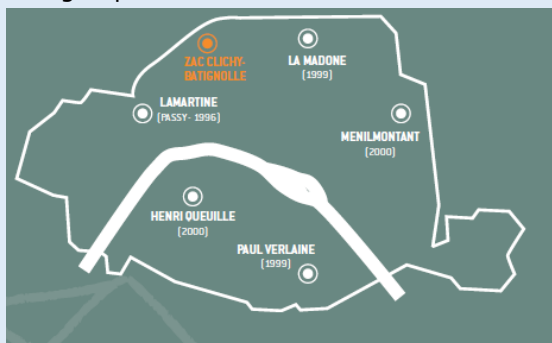 ZAC CLICHY-
BATIGNOLLE
LA MADONE
(1999)
LAMARTINE
(PASSY- 1996)
MENILMONTANT
(2000)
HENRI QUEUILLE
(2000)
PAUL VERLAINE
(1999)